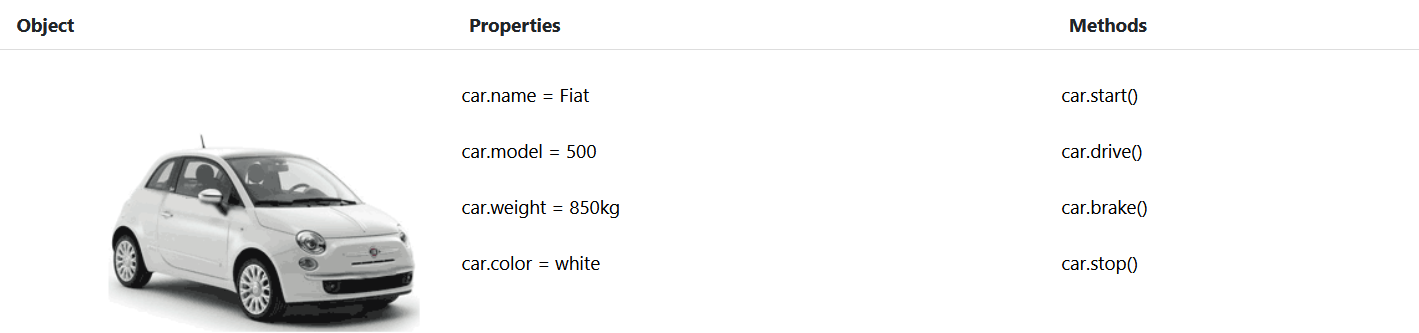 Object Properties Methods
car.name = Fiat car.start()
car.model = 500 car.drive()
car.weight = 850kg car.brake()
car.color = white car.stop()